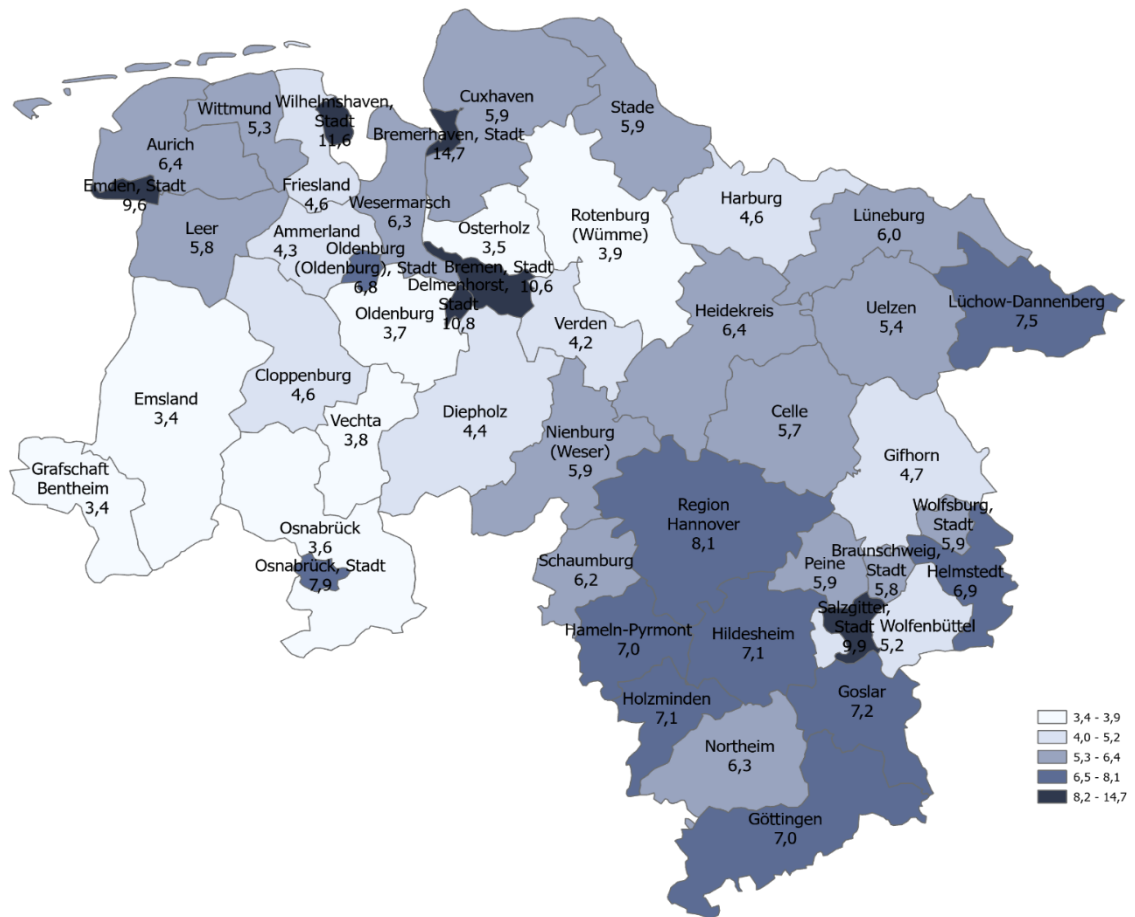 Cuxhaven
5,9
Stade
5,9
Wittmund
5,3
Wilhelmshaven,
Stadt
11,6
Bremerhaven, Stadt
14,7
Aurich
6,4
Emden, Stadt
9,6
Friesland
4,6
Wesermarsch
6,3
Harburg
4,6
Lüneburg
6,0
Rotenburg
(Wümme)
3,9
Osterholz
3,5
Leer
5,8
Ammerland
4,3
Oldenburg
(Oldenburg), Stadt
6,8
Bremen, Stadt
10,6
Delmenhorst,
Stadt
10,8
Oldenburg
3,7
Verden
4,2
Heidekreis
6,4
Uelzen
5,4
Lüchow-Dannenberg
7,5
Cloppenburg
4,6
Emsland
3,4
Vechta
3,8
Diepholz
4,4
Nienburg
(Weser)
5,9
Celle
5,7
Gifhorn
4,7
Grafschaft
Bentheim
3,4
Region
Hannover
8,1
Wolfsburg,
Stadt
5,9
Osnabrück
3,6
Osnabrück, Stadt
7,9
Schaumburg
6,2
Peine
5,9
Braunschweig,
Stadt
5,8
Helmstedt
6,9
Salzgitter,
Stadt
9,9
Wolfenbüttel
5,2
Hameln-Pyrmont
7,0
Hildesheim
7,1
Holzminden
7,1
Goslar
7,2
Northeim
6,3
Göttingen
7,0
3,4 - 3,9
4,0 - 5,2
5,3 - 6,4
6,5 - 8,1
8,2 - 14,7